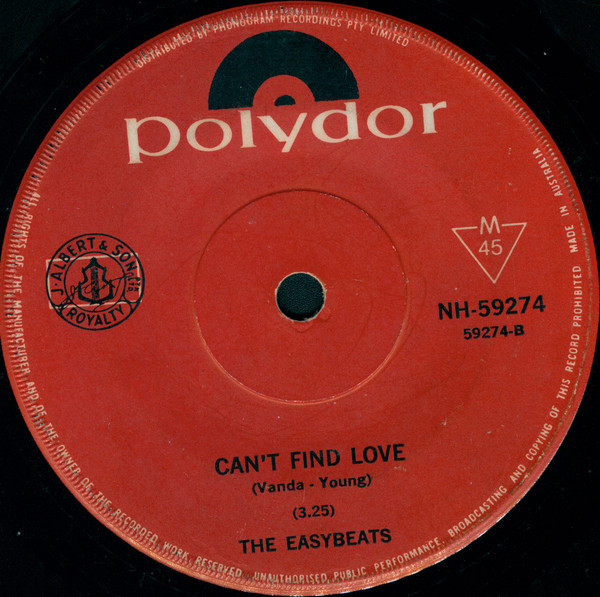 DISTRIBUTED BY PHONOGRAM RECORDINGS PTY LIMITED
polydor
J. ALBERT & SON
ROYALTY
M
45
NH-59274
59274-B
CAN'T FIND LOVE
(Vanda - Young)
(3.25)
THE EASYBEATS
ALL RIGHTS OF THE MANUFACTURER AND OF THE OWNER OF THE RECORDED WORK RESERVED. UNAUTHORISED PUBLIC PERFORMANCE, BROADCASTING AND COPYING OF THIS RECORD PROHIBITED MADE IN AUSTRALIA